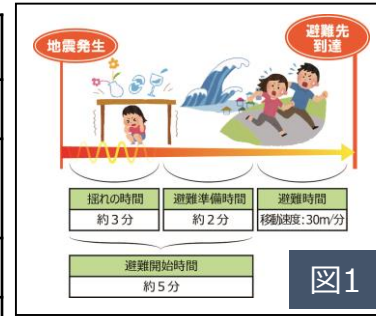 地震発生
避難先
到達
揺れの時間
避難準備時間
避難時間
約3分
約2分
移動速度:30m/分
避難開始時間
約5分
図1